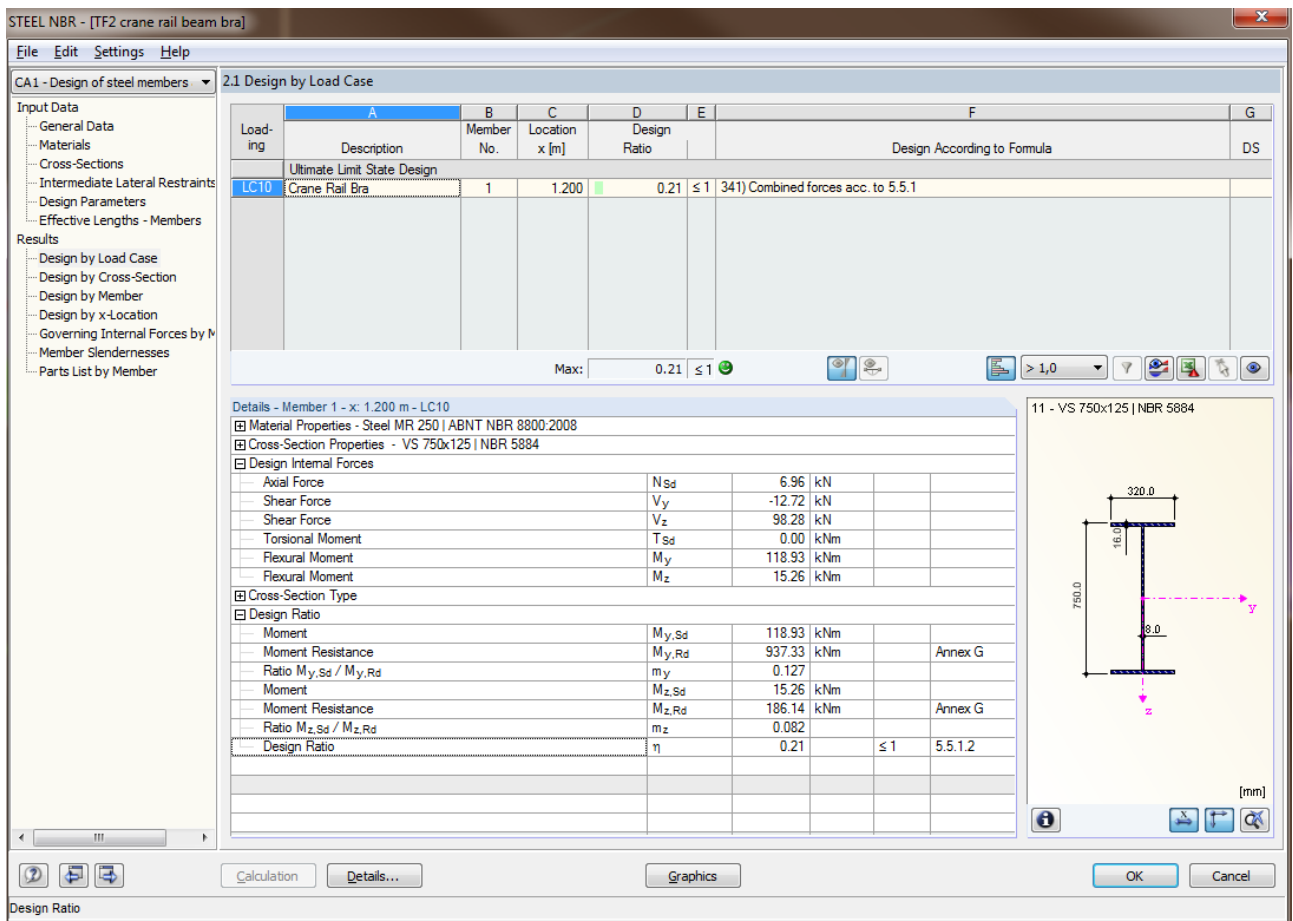 STEEL NBR - [TF2 crane rail beam bra]
File Edit Settings Help
CA1 - Design of steel members
2.1 Design by Load Case
Input Data
General Data
Materials
Cross-Sections
Intermediate Lateral Restraints
Design Parameters
Effective Lengths - Members
Results
Design by Load Case
Design by Cross-Section
Design by Member
Design by x-Location
Governing Internal Forces by M
Member Slendernesses
Parts List by Member
A B C D E F G
Load- Member Location Design
ing Description No. x [m] Ratio Design According to Formula DS
Ultimate Limit State Design
LC10 Crane Rail Bra 1 1.200 0.21 ≤ 1 341) Combined forces acc. to 5.5.1
Max: 0.21 ≤ 1 > 1,0
Details - Member 1 - x: 1.200 m - LC10
Material Properties - Steel MR 250 | ABNT NBR 8800:2008
Cross-Section Properties - VS 750x125 | NBR 5884
Design Internal Forces
Axial Force NSd 6.96 kN
Shear Force Vy -12.72 kN
Shear Force Vz 98.28 kN
Torsional Moment TSd 0.00 kNm
Flexural Moment My 118.93 kNm
Flexural Moment Mz 15.26 kNm
Cross-Section Type
Design Ratio
Moment My,Sd 118.93 kNm
Moment Resistance My,Rd 937.33 kNm Annex G
Ratio My,Sd / My,Rd my 0.127
Moment Mz,Sd 15.26 kNm
Moment Resistance Mz,Rd 186.14 kNm Annex G
Ratio Mz,Sd / Mz,Rd mz 0.082
Design Ratio η 0.21 ≤ 1 5.5.1.2
11 - VS 750x125 | NBR 5884
320.0
16.0
750.0
y
8.0
z
[mm]
Calculation Details... Graphics OK Cancel
Design Ratio